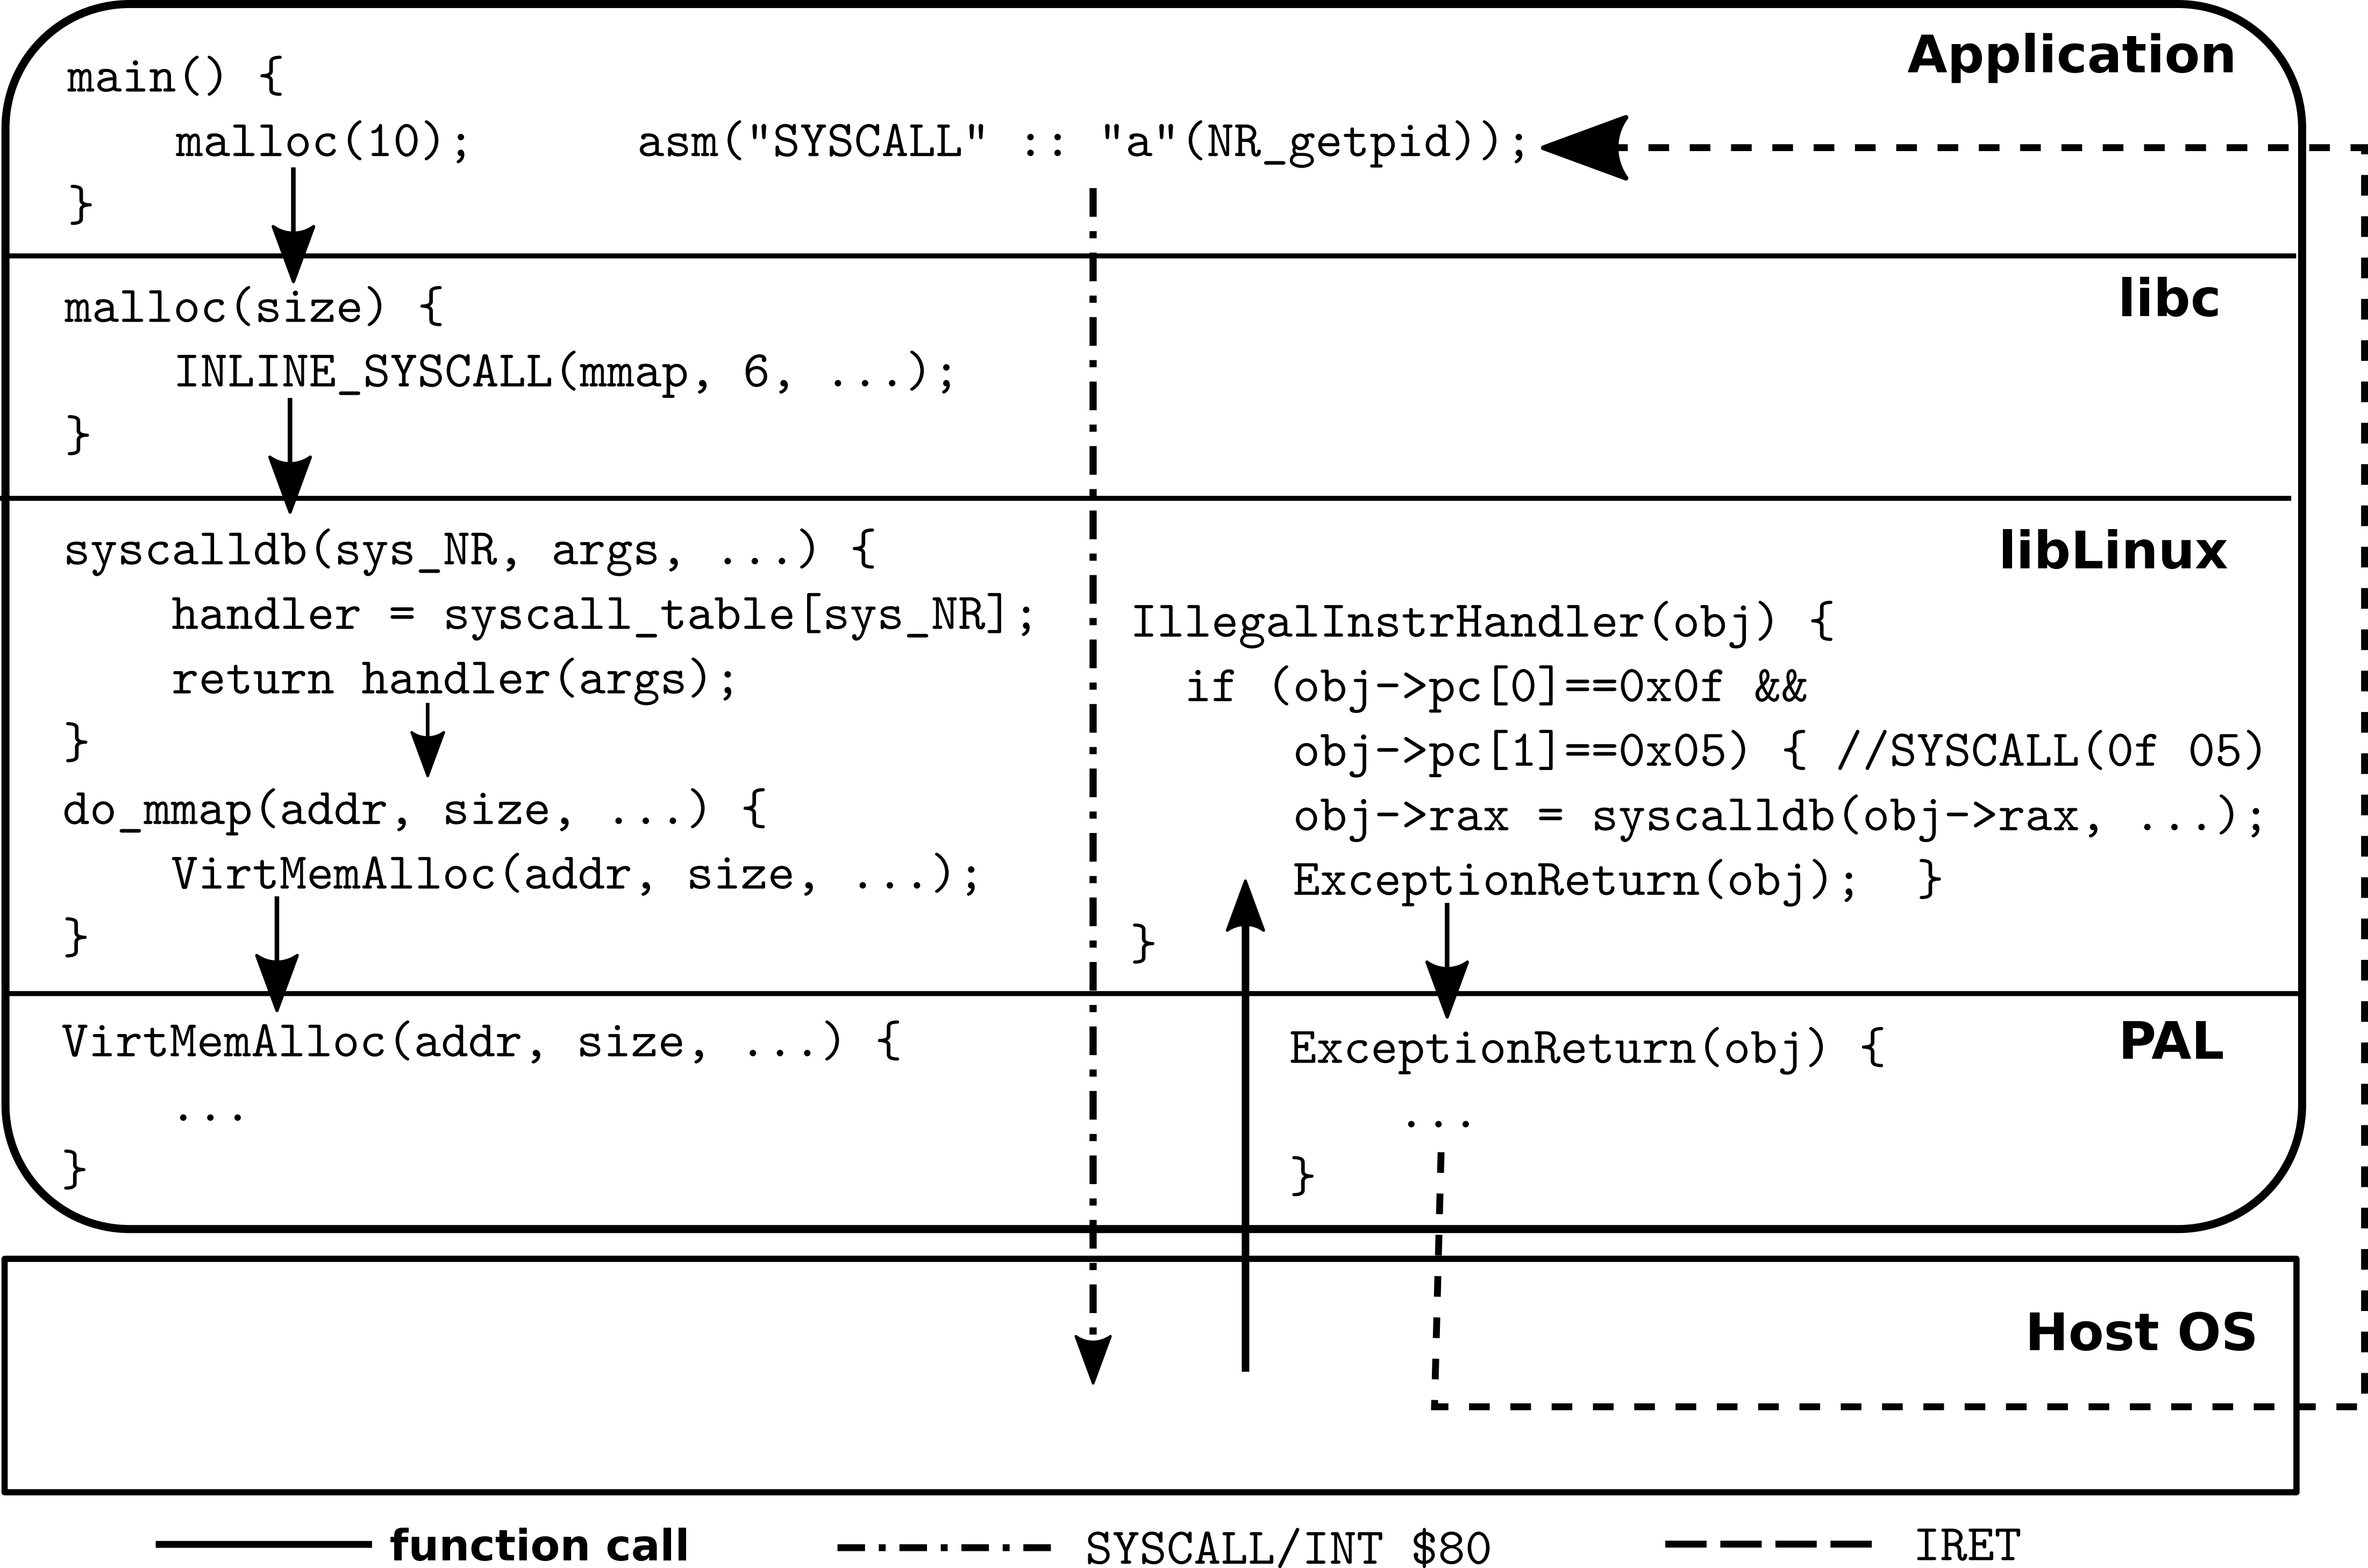 Application
main() {
malloc(10);
asm("SYSCALL" :: "a"(NR_getpid));
}
libc
malloc(size) {
INLINE_SYSCALL(mmap, 6, ...);
}
libLinux
syscalldb(sys_NR, args, ...) {
handler = syscall_table[sys_NR];
return handler(args);
}
do_mmap(addr, size, ...) {
VirtMemAlloc(addr, size, ...);
}
IllegalInstrHandler(obj) {
if (obj->pc[0]==0x0f &&
obj->pc[1]==0x05) { //SYSCALL(0f 05)
obj->rax = syscalldb(obj->rax, ...);
ExceptionReturn(obj); }
}
PAL
VirtMemAlloc(addr, size, ...) {
...
}
ExceptionReturn(obj) {
...
}
Host OS
function call
SYSCALL/INT $80
IRET